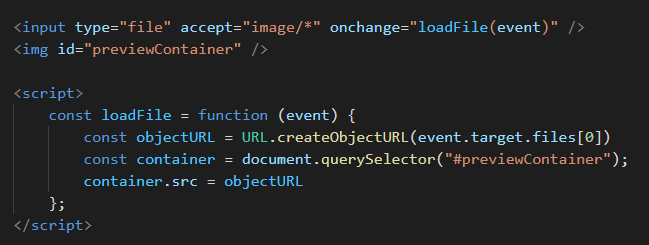 <input type="file" accept="image/*" onchange="loadFile(event)" />
<img id="previewContainer" />
<script>
const loadFile = function (event) {
const objectURL = URL.createObjectURL(event.target.files[0])
const container = document.querySelector("#previewContainer");
container.src = objectURL
};
</script>